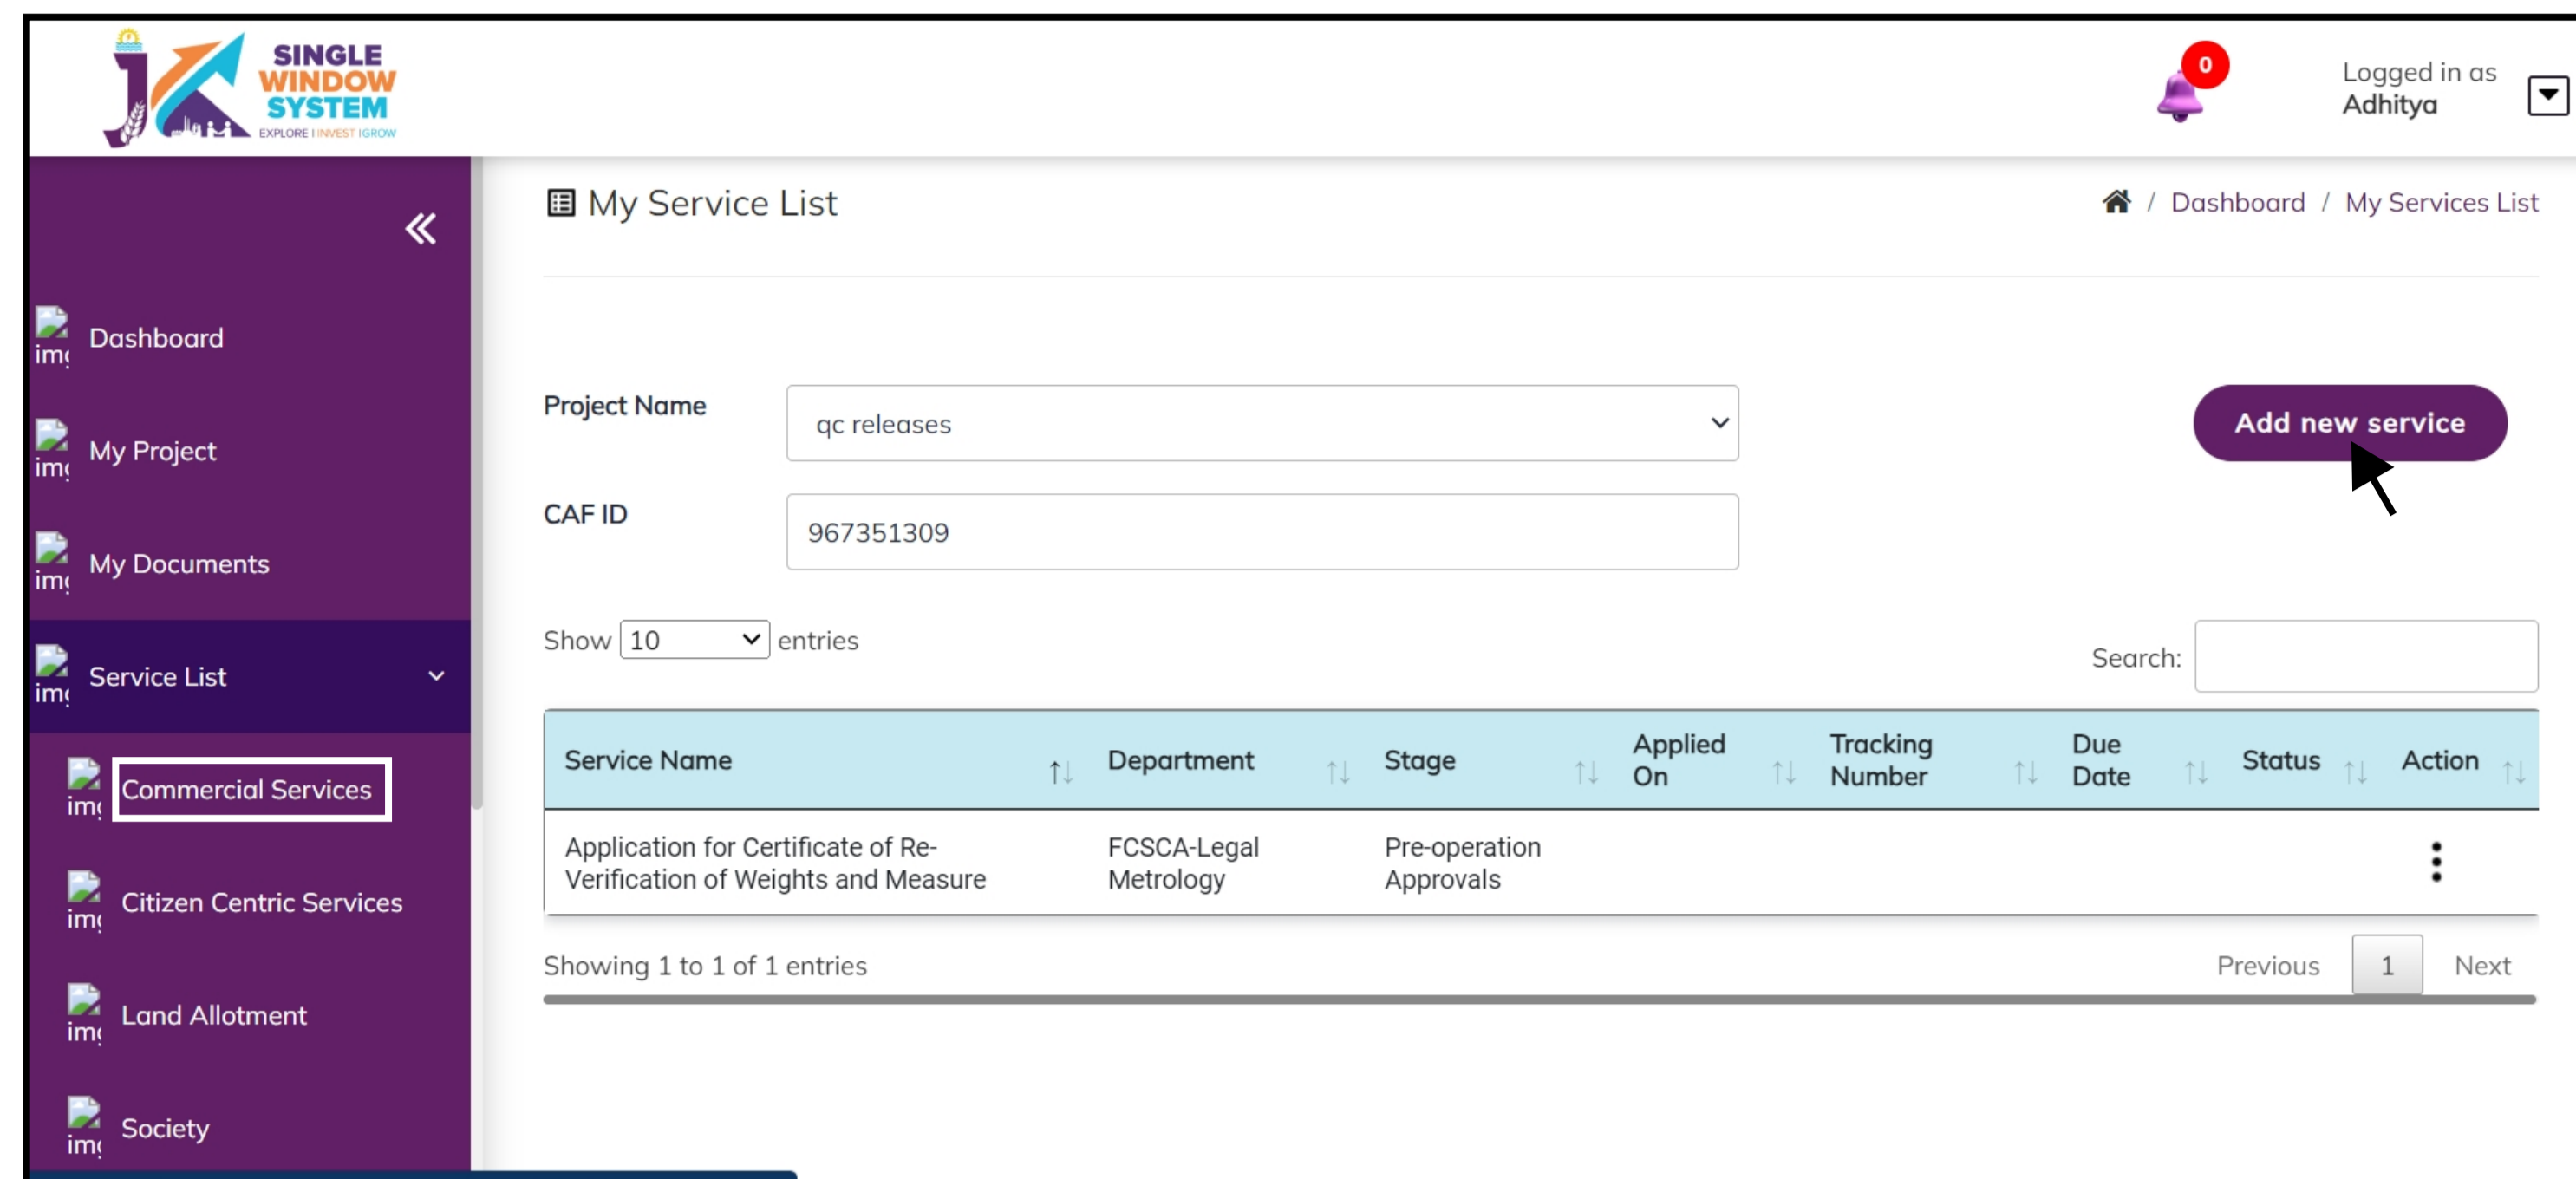 SINGLE
WINDOW
SYSTEM
EXPLORE I INVEST I GROW
0
Logged in as
Adhitya
My Service List
/ Dashboard / My Services List
Dashboard
My Project
My Documents
Service List
Commercial Services
Citizen Centric Services
Land Allotment
Society
Project Name
qc releases
Add new service
CAF ID
967351309
Show 10 entries
Search:
Service Name Department Stage Applied On Tracking Number Due Date Status Action
Application for Certificate of Re-
Verification of Weights and Measure
FCSCA-Legal
Metrology
Pre-operation
Approvals
Showing 1 to 1 of 1 entries
Previous 1 Next